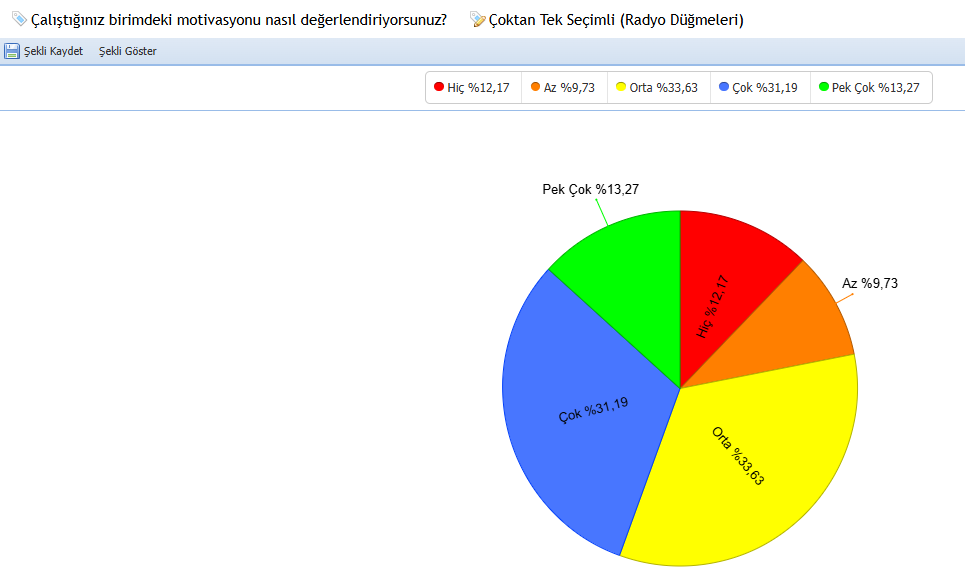 Çalıştığınız birimdeki motivasyonu nasıl değerlendiriyorsunuz? Çoktan Tek Seçimli (Radyo Düğmeleri)
Şekli Kaydet Şekli Göster
Hiç %12,17 Az %9,73 Orta %33,63 Çok %31,19 Pek Çok %13,27
Pek Çok %13,27
Az %9,73
Hiç %12,17
Çok %31,19
Orta %33,63